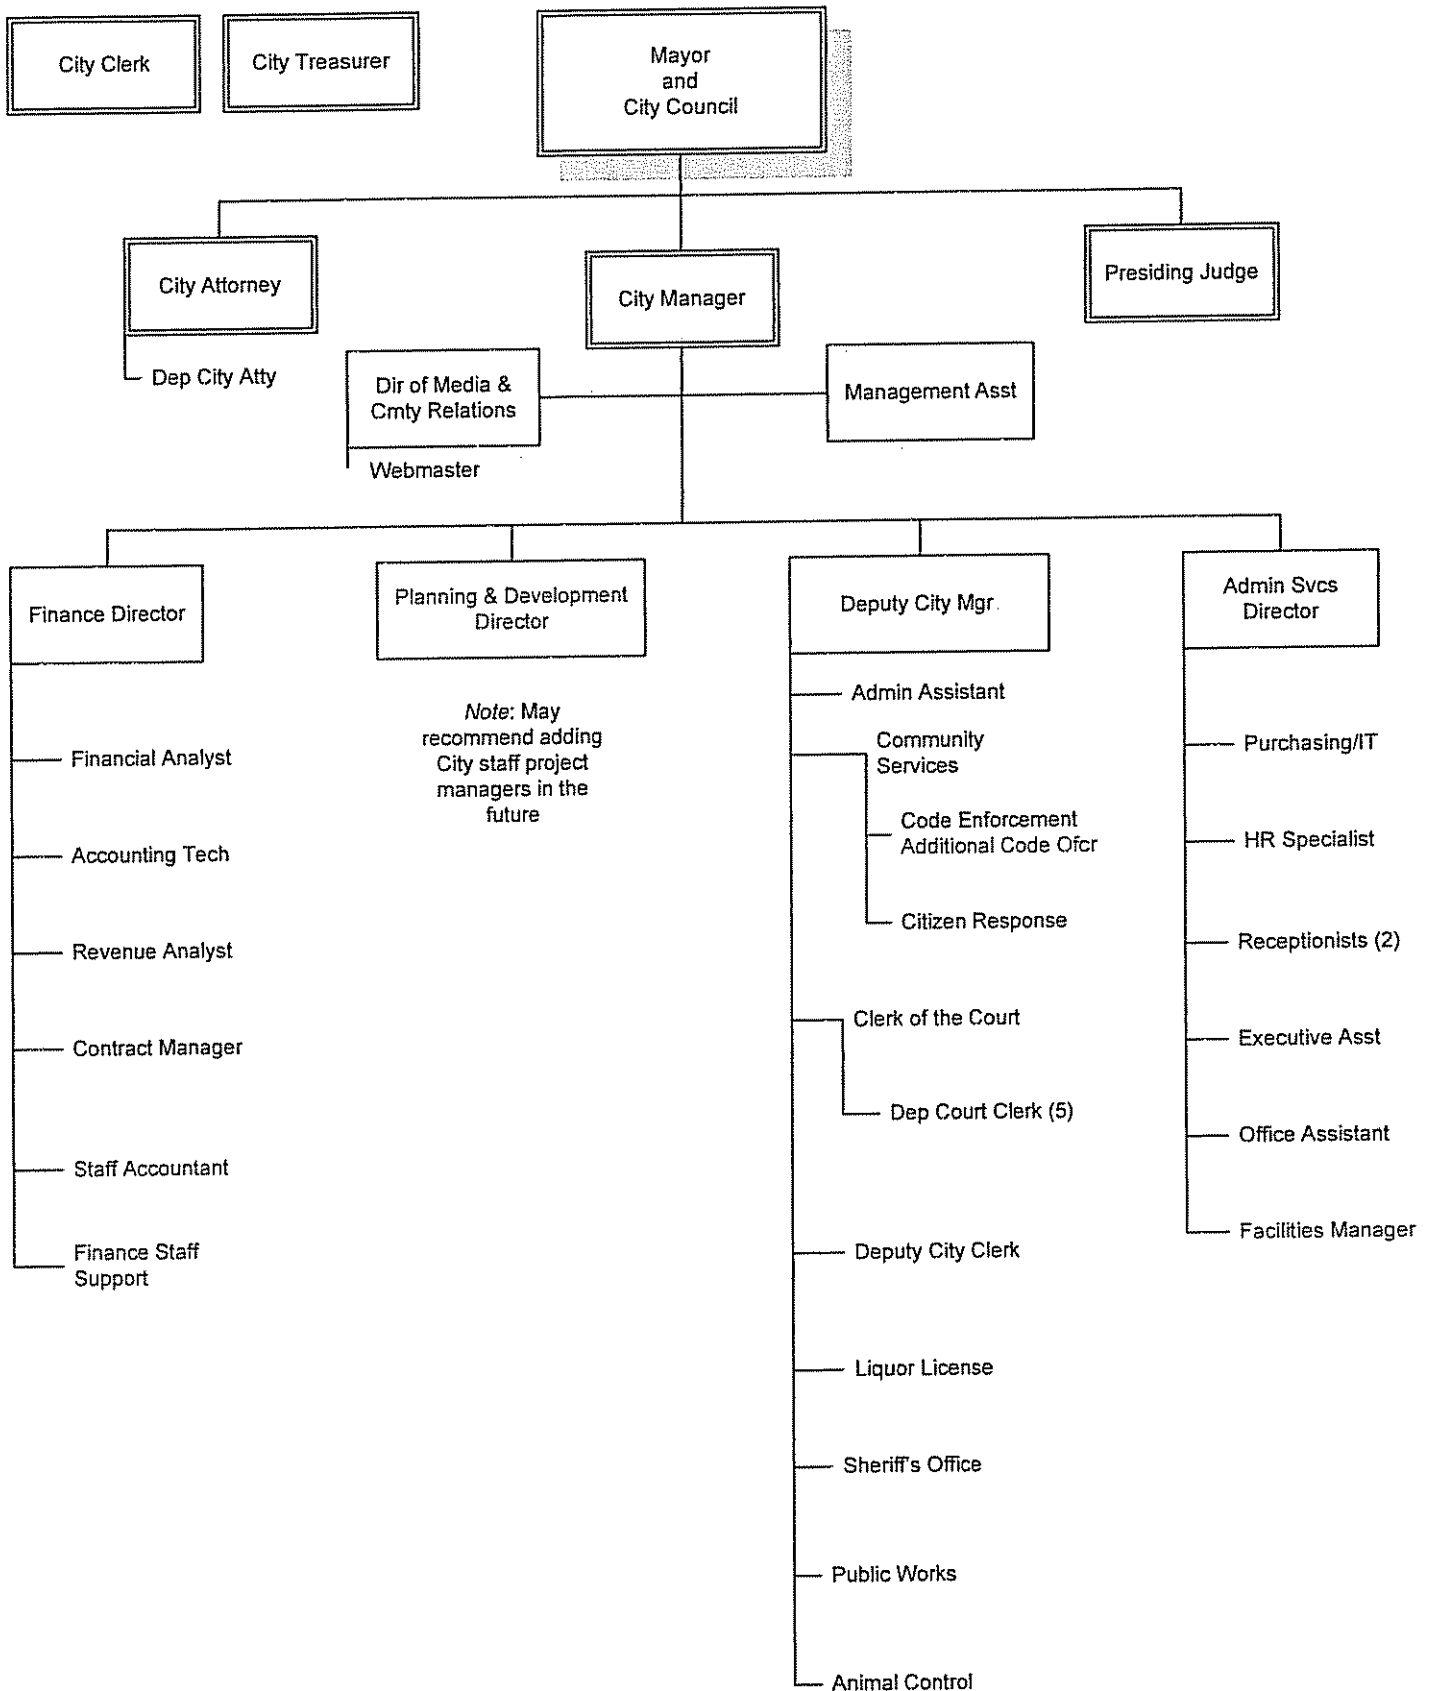 City Clerk
City Treasurer
Mayor
and
City Council
City Attorney
City Manager
Presiding Judge
Dep City Atty
Dir of Media &
Cmty Relations
Management Asst
Webmaster
Finance Director
Planning & Development
Director
Deputy City Mgr.
Admin Svcs
Director
Financial Analyst
Accounting Tech
Revenue Analyst
Contract Manager
Staff Accountant
Finance Staff
Support
Note: May
recommend adding
City staff project
managers in the
future
Admin Assistant
Community
Services
Code Enforcement
Additional Code Ofcr
Citizen Response
Clerk of the Court
Dep Court Clerk (5)
Deputy City Clerk
Liquor License
Sheriff's Office
Public Works
Animal Control
Purchasing/IT
HR Specialist
Receptionists (2)
Executive Asst
Office Assistant
Facilities Manager